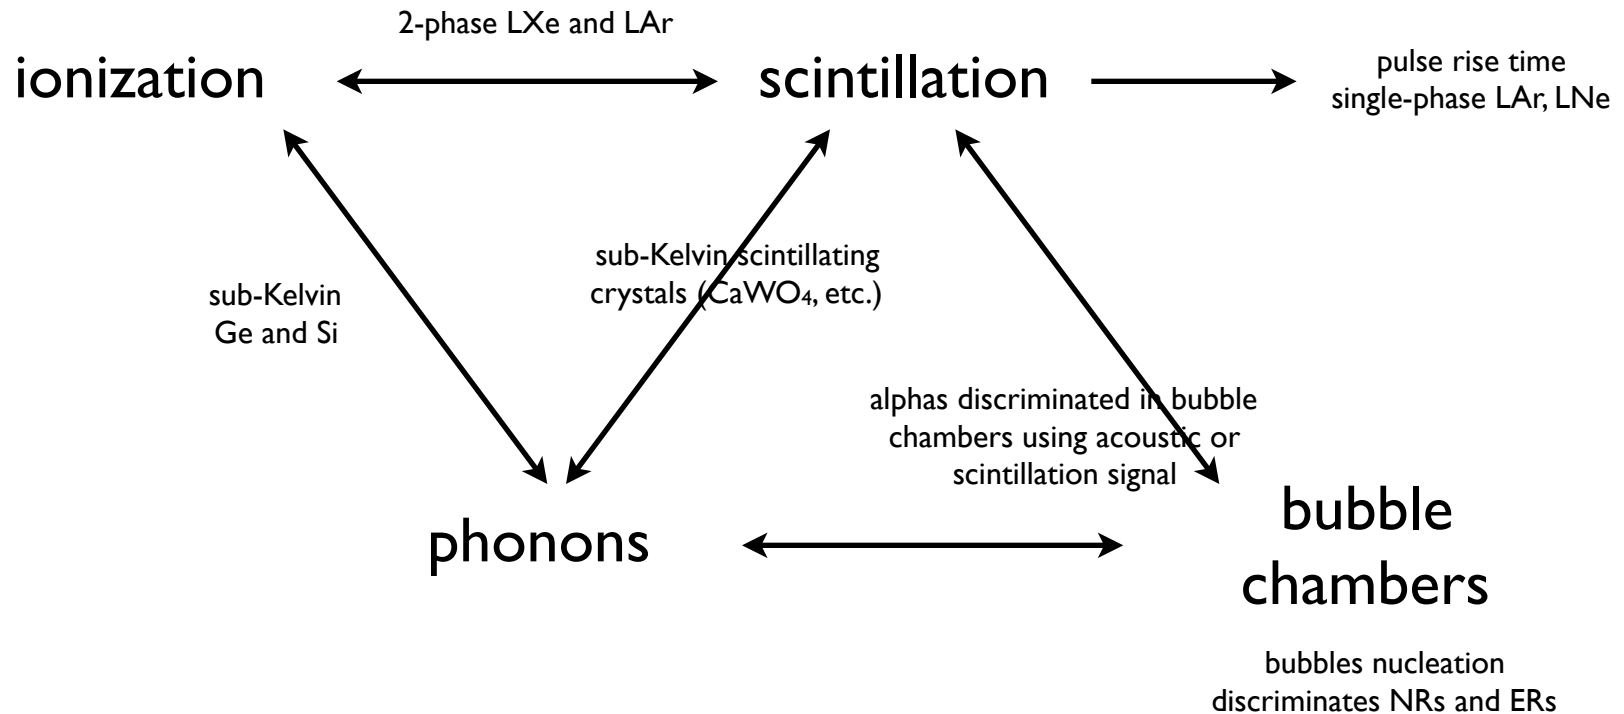 2-phase LXe and LAr
ionization
scintillation
pulse rise time
single-phase LAr, LNe
sub-Kelvin
Ge and Si
sub-Kelvin scintillating
crystals (CaWO₄, etc.)
alphas discriminated in bubble
chambers using acoustic or
scintillation signal
phonons
bubble
chambers
bubbles nucleation
discriminates NRs and ERs